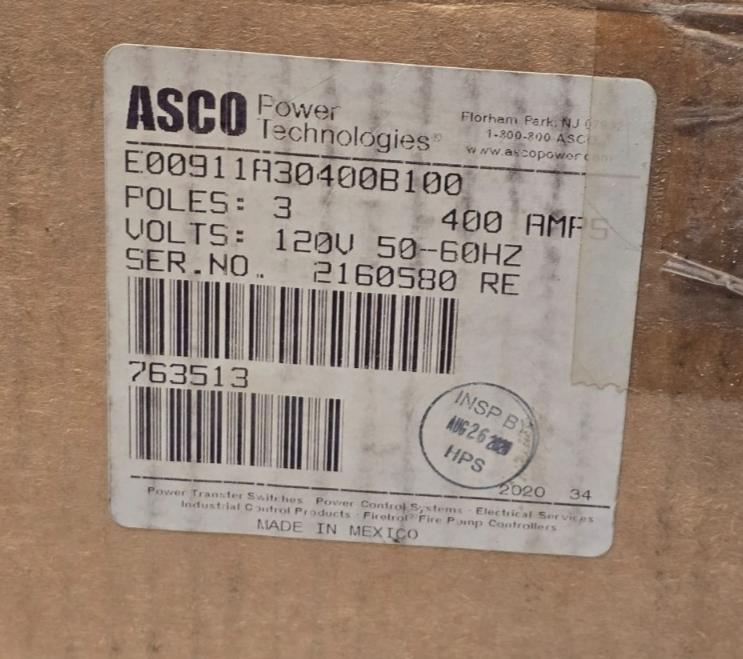 ASCO Power Technologies®
Florham Park, NJ
1-800-800-ASCO
www.ascopower.com
E00911A30400B100
POLES: 3 400 AMPS
VOLTS: 120V 50-60HZ
SER.NO. 2160580 RE
763513
INSP BY
AUG 26 2020
HPS
2020 34
Power Transfer Switches · Power Control Systems · Electrical Services
Industrial Control Products · Firetrol® Fire Pump Controllers
MADE IN MEXICO